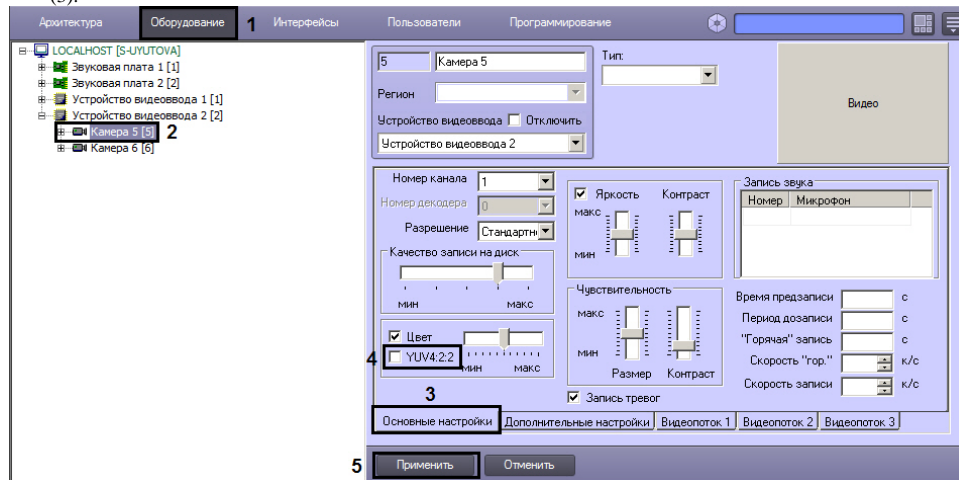 (5).
Архитектура Оборудование 1 Интерфейсы Пользователи Программирование
LOCALHOST [S-UYUTOVA]
Звуковая плата 1 [1]
Звуковая плата 2 [2]
Устройство видеоввода 1 [1]
Устройство видеоввода 2 [2]
Камера 5 [5] 2
Камера 6 [6]
5 Камера 5
Тип:
Регион
Устройство видеоввода Отключить
Устройство видеоввода 2
Видео
Номер канала 1
Номер декодера 0
Разрешение Стандартн
Качество записи на диск
мин макс
Цвет
4 YUV4:2:2
мин макс
3
Яркость Контраст
макс
мин
Чувствительность
макс
мин
Размер Контраст
Запись тревог
Запись звука
Номер Микрофон
Время предзаписи с
Период дозаписи с
"Горячая" запись с
Скорость "гор." к/с
Скорость записи к/с
Основные настройки Дополнительные настройки Видеопоток 1 Видеопоток 2 Видеопоток 3
5 Применить Отменить